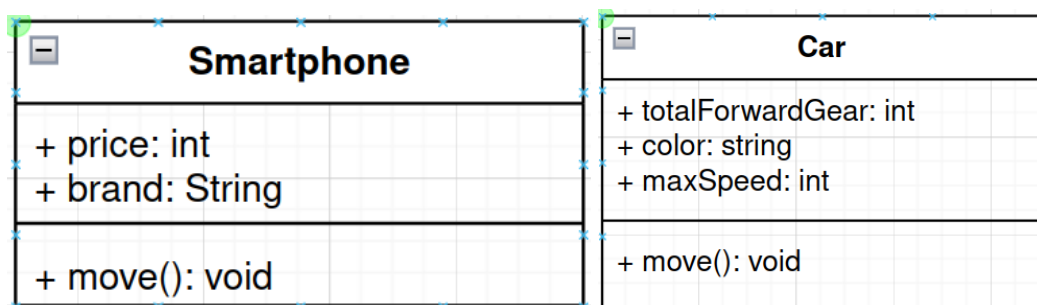 Smartphone
+ price: int
+ brand: String
+ move(): void
Car
+ totalForwardGear: int
+ color: string
+ maxSpeed: int
+ move(): void